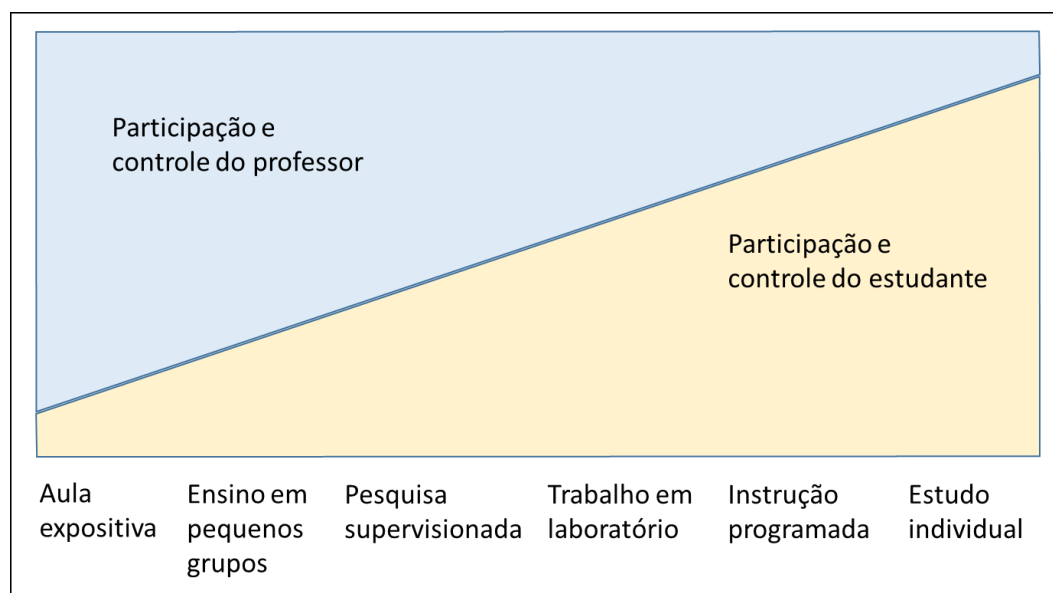 Participação e
controle do professor
Participação e
controle do estudante
Aula
expositiva
Ensino em
pequenos
grupos
Pesquisa
supervisionada
Trabalho em
laboratório
Instrução
programada
Estudo
individual